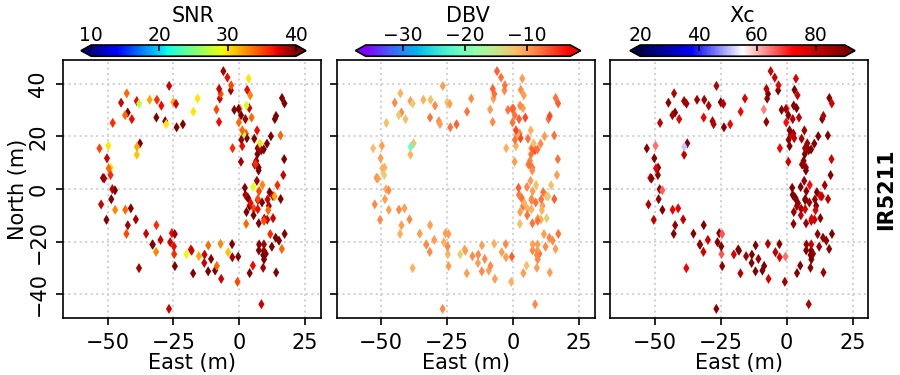 SNR DBV Xc
10 20 30 40 −30 −20 −10 20 40 60 80
40
20
0
−20
−40
North (m)
IR5211
−50 −25 0 25 −50 −25 0 25 −50 −25 0 25
East (m) East (m) East (m)